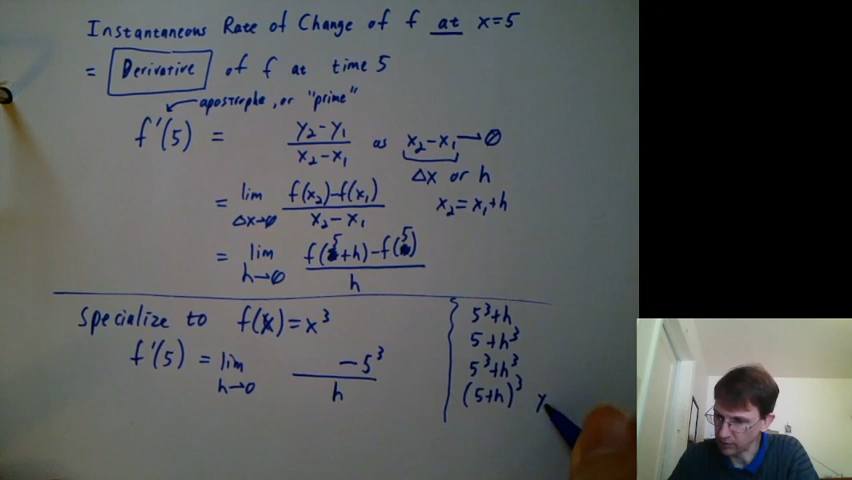 Instantaneous Rate of Change of f at x=5
= Derivative of f at time 5
apostrophe, or "prime"
f'(5) = y₂-y₁ / x₂-x₁ as x₂-x₁→0
Δx or h
= lim Δx→0 f(x₂)-f(x₁) / x₂-x₁ x₂=x₁+h
= lim h→0 f(5+h)-f(5) / h
Specialize to f(x)=x³
f'(5) = lim h→0 -5³ / h
5³+h
5+h³
5³+h³
(5+h)³